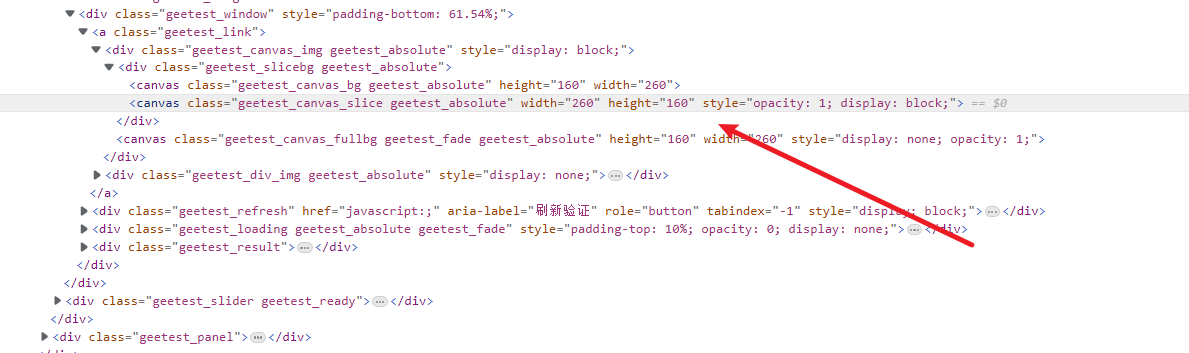 ▼<div class="geetest_window" style="padding-bottom: 61.54%;">
▼<a class="geetest_link">
▼<div class="geetest_canvas_img geetest_absolute" style="display: block;">
▼<div class="geetest_slicebg geetest_absolute">
<canvas class="geetest_canvas_bg geetest_absolute" height="160" width="260">
<canvas class="geetest_canvas_slice geetest_absolute" width="260" height="160" style="opacity: 1; display: block;"> == $0
</div>
<canvas class="geetest_canvas_fullbg geetest_fade geetest_absolute" height="160" width="260" style="display: none; opacity: 1;">
</div>
▶<div class="geetest_div_img geetest_absolute" style="display: none;">…</div>
</a>
▶<div class="geetest_refresh" href="javascript:;" aria-label="刷新验证" role="button" tabindex="-1" style="display: block;">…</div>
▶<div class="geetest_loading geetest_absolute geetest_fade" style="padding-top: 10%; opacity: 0; display: none;">…</div>
▶<div class="geetest_result">…</div>
</div>
</div>
▶<div class="geetest_slider geetest_ready">…</div>
</div>
▶<div class="geetest_panel">…</div>